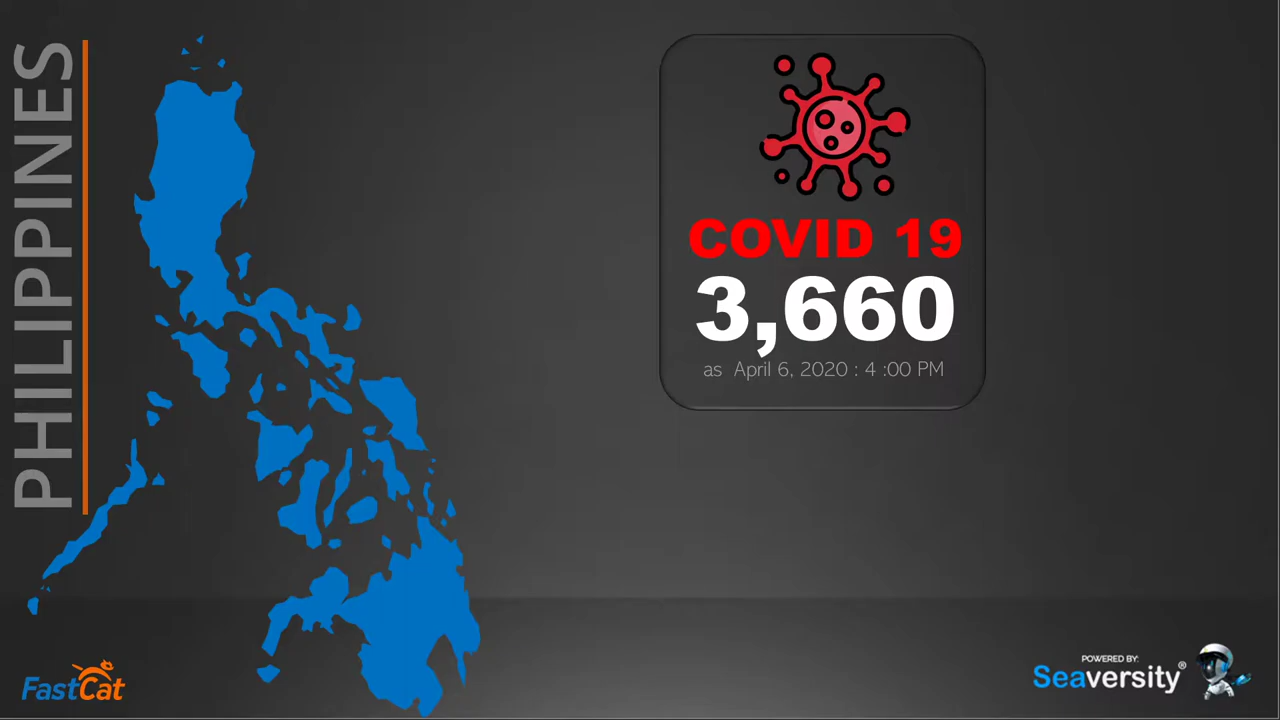 PHILIPPINES
COVID 19
3,660
as April 6, 2020 : 4 :00 PM
FastCat
POWERED BY:
Seaversity®